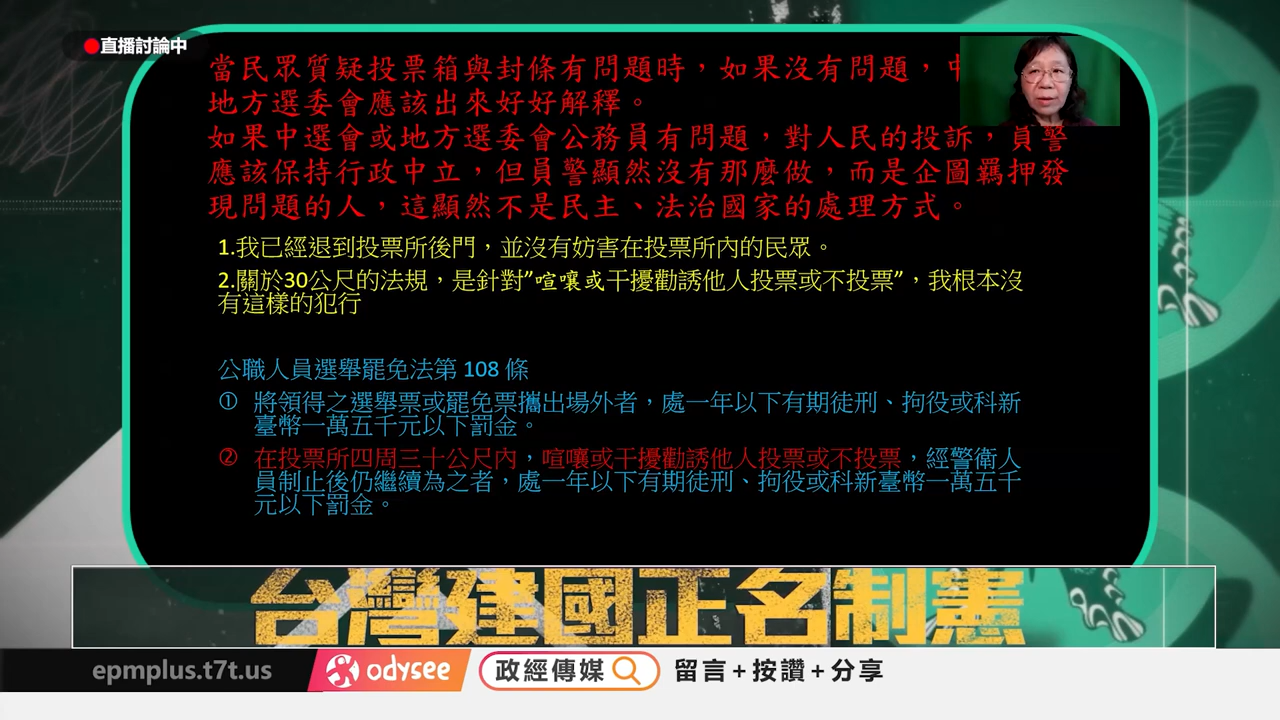 直播討論中
當民眾質疑投票箱與封條有問題時，如果沒有問題，中
地方選委會應該出來好好解釋。
如果中選會或地方選委會公務員有問題，對人民的投訴，員警
應該保持行政中立，但員警顯然沒有那麼做，而是企圖羈押發
現問題的人，這顯然不是民主、法治國家的處理方式。
1.我已經退到投票所後門，並沒有妨害在投票所內的民眾。
2.關於30公尺的法規，是針對”喧嚷或干擾勸誘他人投票或不投票”，我根本沒
有這樣的犯行
公職人員選舉罷免法第 108 條
① 將領得之選舉票或罷免票攜出場外者，處一年以下有期徒刑、拘役或科新
臺幣一萬五千元以下罰金。
② 在投票所四周三十公尺內，喧嚷或干擾勸誘他人投票或不投票，經警衛人
員制止後仍繼續為之者，處一年以下有期徒刑、拘役或科新臺幣一萬五千
元以下罰金。
台灣建國正名制憲
epmplus.t7t.us
odysee
政經傳媒
留言+按讚+分享